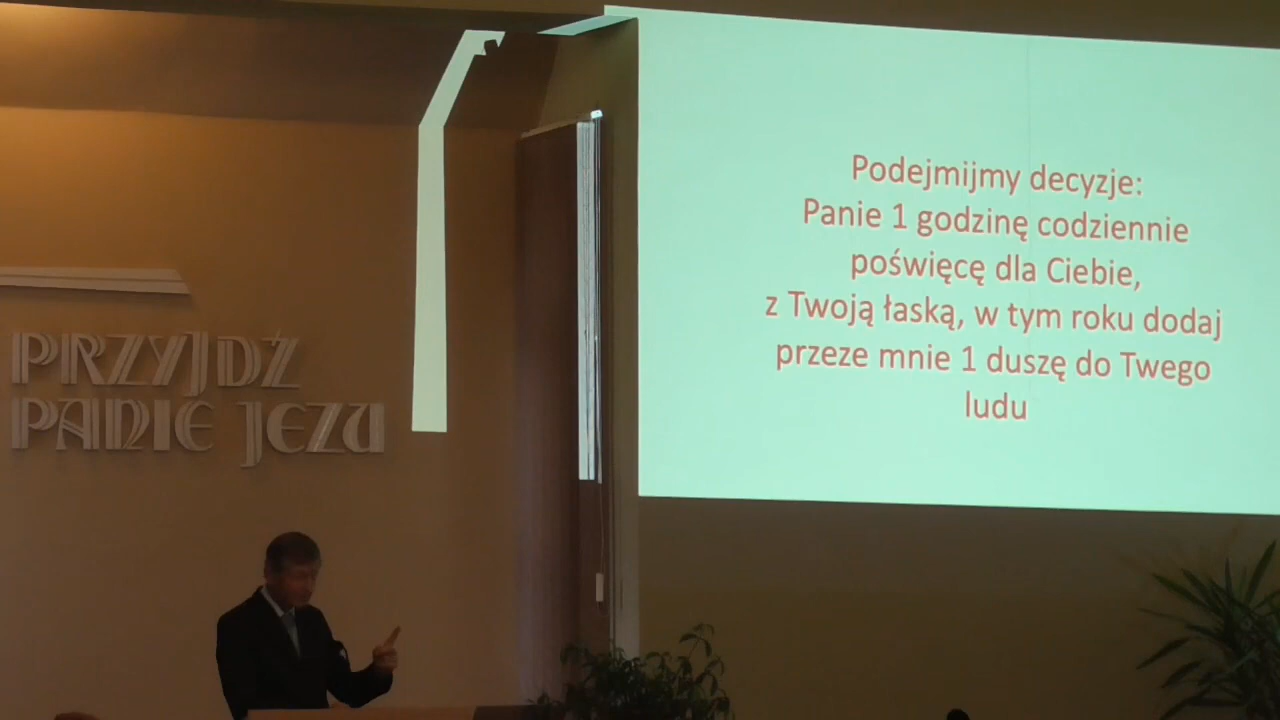 PRZYJDŹ
PANIE JEZU
Podejmijmy decyzje:
Panie 1 godzinę codziennie
poświęcę dla Ciebie,
z Twoją łaską, w tym roku dodaj
przeze mnie 1 duszę do Twego
ludu